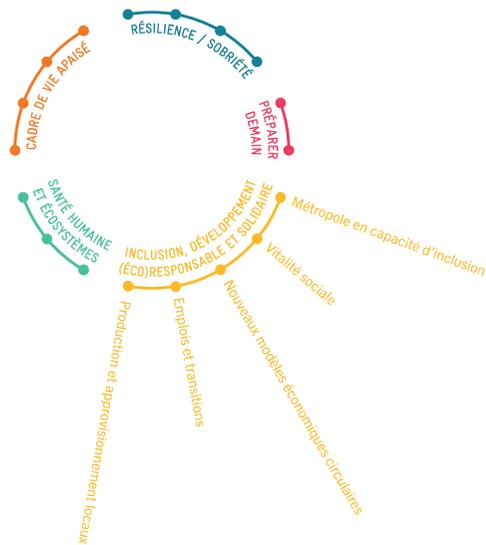 RÉSILIENCE / SOBRIÉTÉ
CADRE DE VIE APAISÉ
PRÉPARER
DEMAIN
SANTÉ HUMAINE
ET ÉCOSYSTÈMES
INCLUSION, DÉVELOPPEMENT
(ÉCO)RESPONSABLE ET SOLIDAIRE
Métropole en capacité d'inclusion
Vitalité sociale
Nouveaux modèles économiques circulaires
Emplois et transitions
Production et approvisionnement locaux